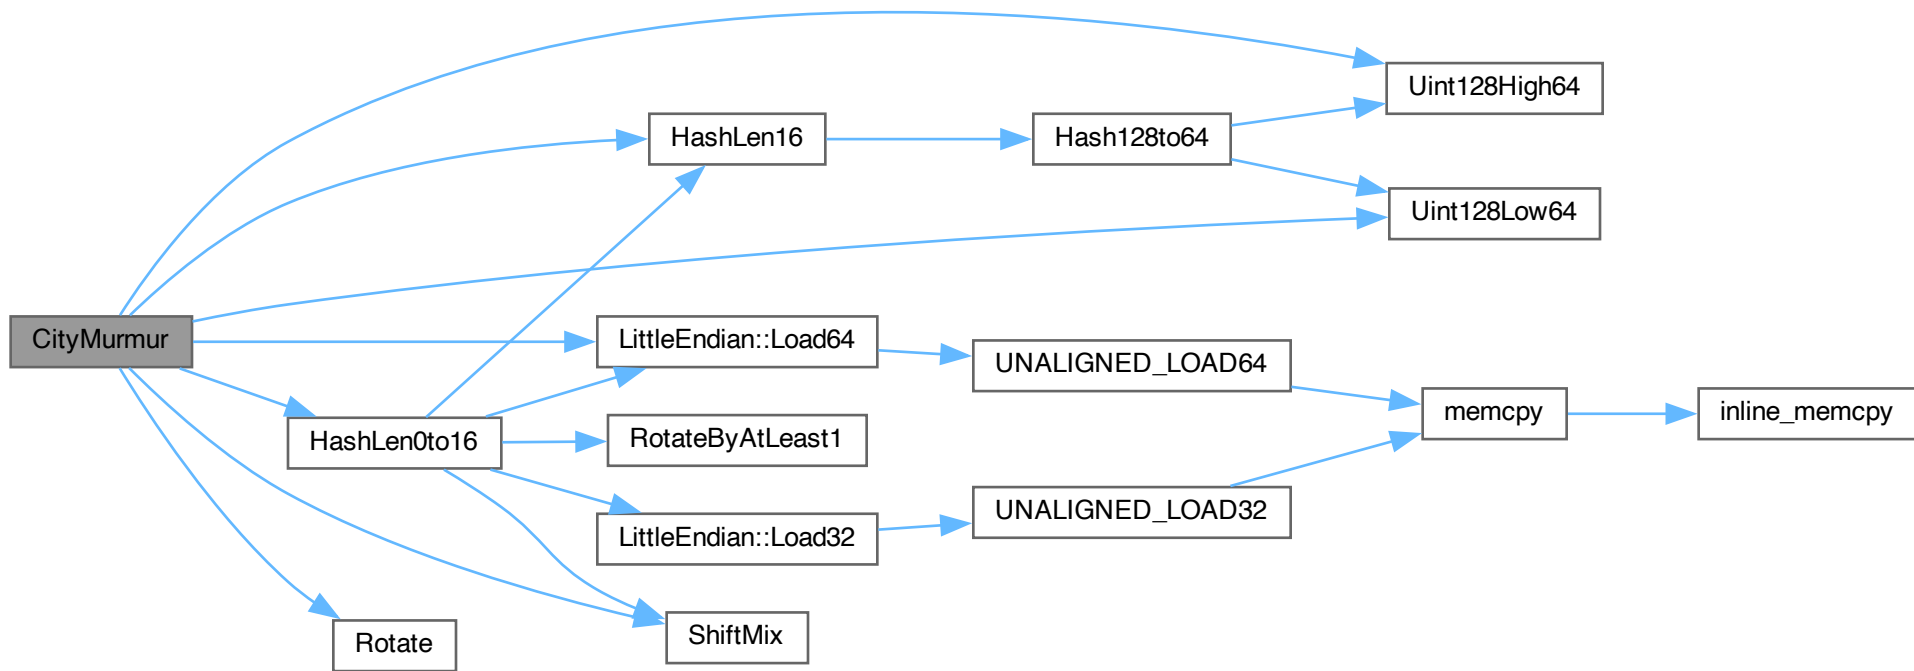 CityMurmur
HashLen0to16
Rotate
HashLen16
LittleEndian::Load64
RotateByAtLeast1
LittleEndian::Load32
ShiftMix
Hash128to64
UNALIGNED_LOAD64
UNALIGNED_LOAD32
Uint128High64
Uint128Low64
memcpy
inline_memcpy